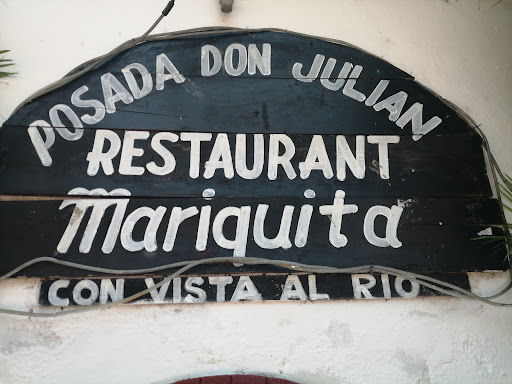 POSADA DON JULIAN
RESTAURANT
Mariquita
CON VISTA AL RIO